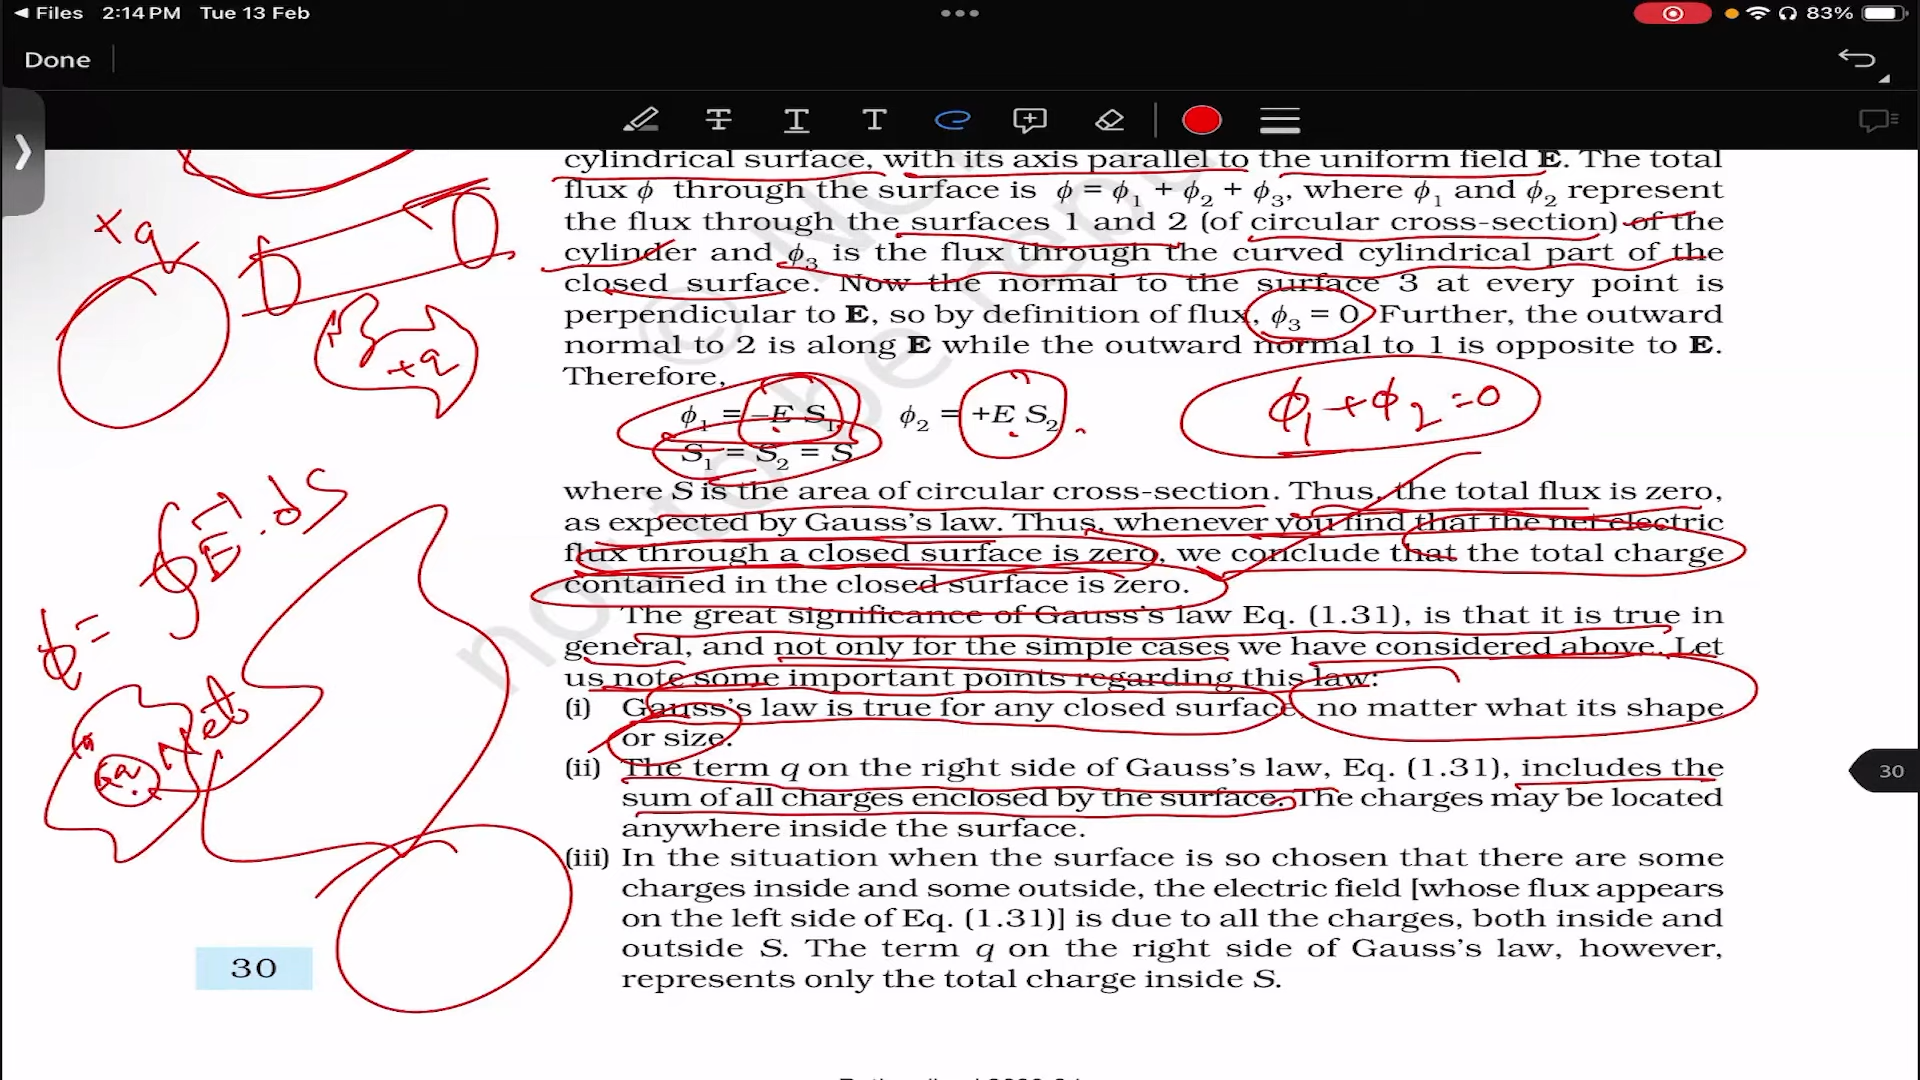 Files 2:14 PM Tue 13 Feb
83%
Done
cylindrical surface, with its axis parallel to the uniform field E. The total
flux ϕ through the surface is ϕ = ϕ₁ + ϕ₂ + ϕ₃, where ϕ₁ and ϕ₂ represent
the flux through the surfaces 1 and 2 (of circular cross-section) of the
cylinder and ϕ₃ is the flux through the curved cylindrical part of the
closed surface. Now the normal to the surface 3 at every point is
perpendicular to E, so by definition of flux, ϕ₃ = 0. Further, the outward
normal to 2 is along E while the outward normal to 1 is opposite to E.
Therefore,
ϕ₁ = –E S₁ ϕ₂ = +E S₂
S₁ = S₂ = S
ϕ₁ + ϕ₂ = 0
where S is the area of circular cross-section. Thus, the total flux is zero,
as expected by Gauss's law. Thus, whenever you find that the net electric
flux through a closed surface is zero, we conclude that the total charge
contained in the closed surface is zero.
The great significance of Gauss's law Eq. (1.31), is that it is true in
general, and not only for the simple cases we have considered above. Let
us note some important points regarding this law:
(i) Gauss's law is true for any closed surface, no matter what its shape
or size.
(ii) The term q on the right side of Gauss's law, Eq. (1.31), includes the
sum of all charges enclosed by the surface. The charges may be located
anywhere inside the surface.
(iii) In the situation when the surface is so chosen that there are some
charges inside and some outside, the electric field [whose flux appears
on the left side of Eq. (1.31)] is due to all the charges, both inside and
outside S. The term q on the right side of Gauss's law, however,
represents only the total charge inside S.
+q
+q
ϕ = ∮ E⃗ . dS
30
30